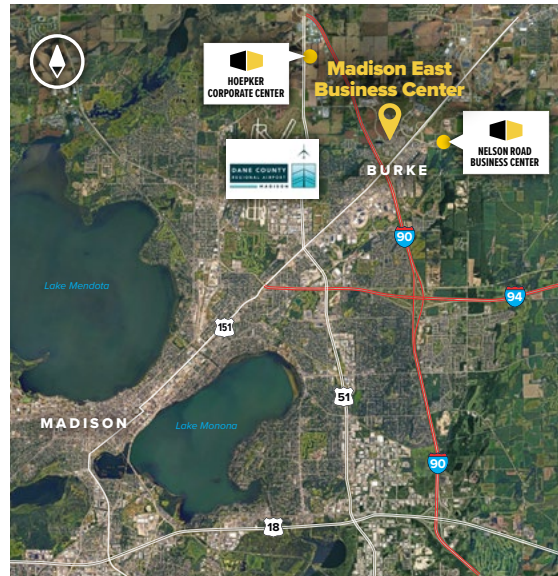 HOEPKER
CORPORATE CENTER
Madison East
Business Center
NELSON ROAD
BUSINESS CENTER
DANE COUNTY
REGIONAL AIRPORT
MADISON
BURKE
90
Lake Mendota
94
151
51
MADISON
Lake Monona
90
18